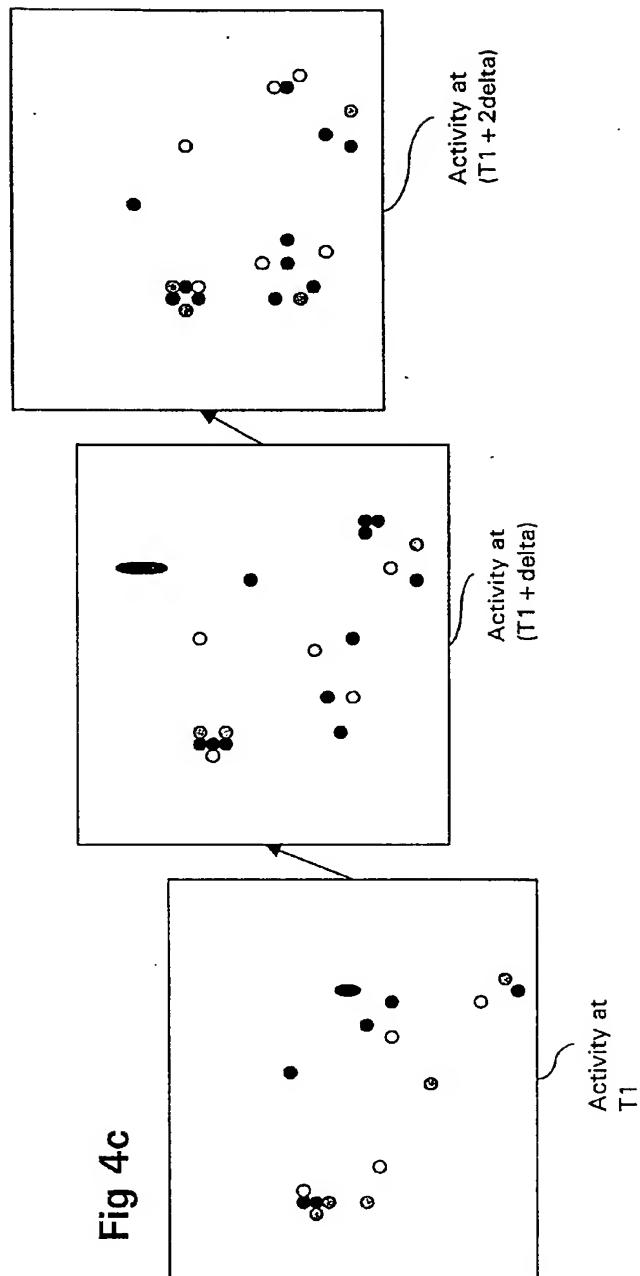 Fig 4c
Activity at
T1
Activity at
(T1 + delta)
Activity at
(T1 + 2delta)